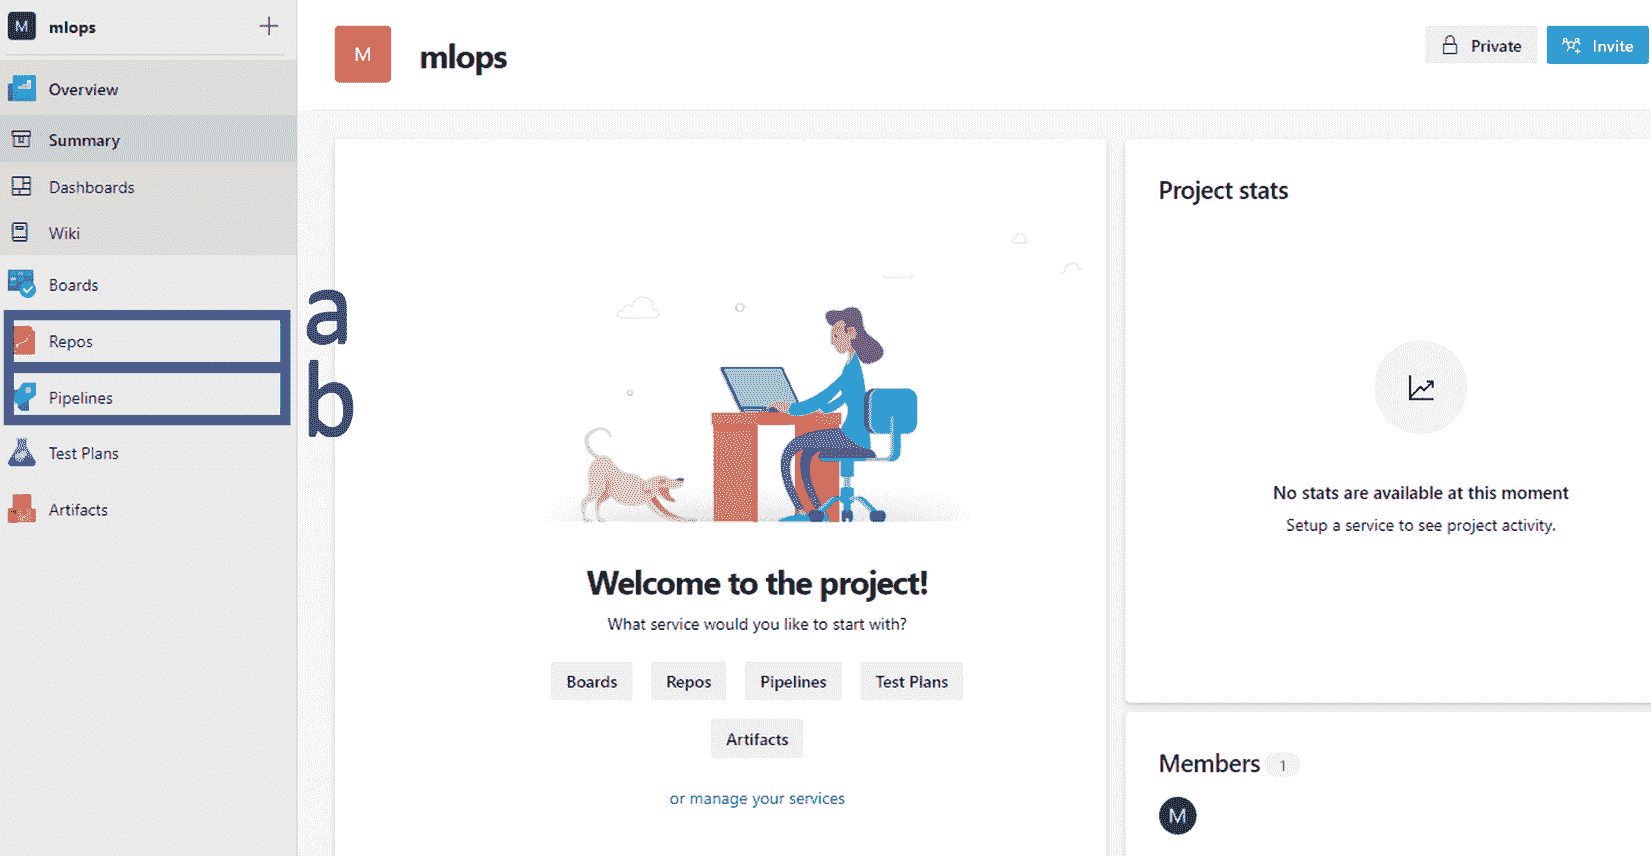 M mlops +
Overview
Summary
Dashboards
Wiki
Boards
Repos
Pipelines
Test Plans
Artifacts
a
b
M mlops
Private
Invite
Welcome to the project!
What service would you like to start with?
Boards Repos Pipelines Test Plans
Artifacts
or manage your services
Project stats
No stats are available at this moment
Setup a service to see project activity.
Members 1
M